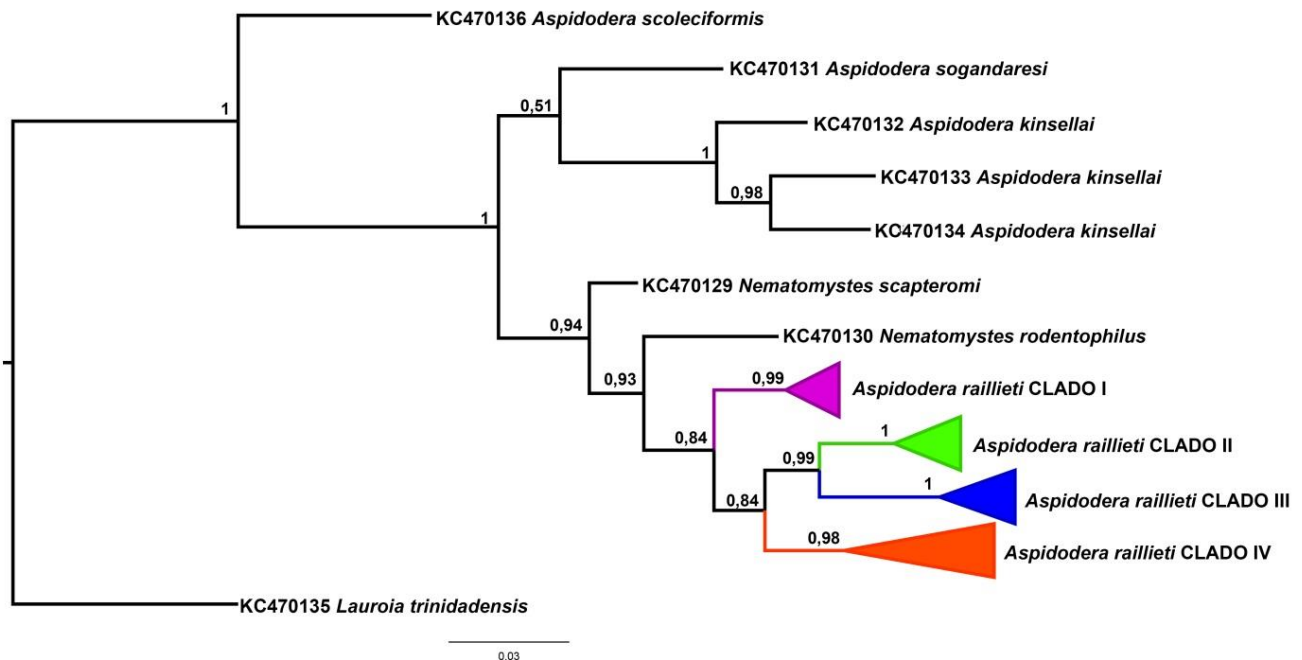 KC470136 Aspidodera scoleciformis
KC470131 Aspidodera sogandaresi
1
0,51
KC470132 Aspidodera kinsellai
1
KC470133 Aspidodera kinsellai
0,98
1
KC470134 Aspidodera kinsellai
KC470129 Nematomystes scapteromi
0,94
KC470130 Nematomystes rodentophilus
0,93
0,99
Aspidodera raillieti CLADO I
0,84
1
Aspidodera raillieti CLADO II
0,99
1
Aspidodera raillieti CLADO III
0,84
0,98
Aspidodera raillieti CLADO IV
KC470135 Lauroia trinidadensis
0.03